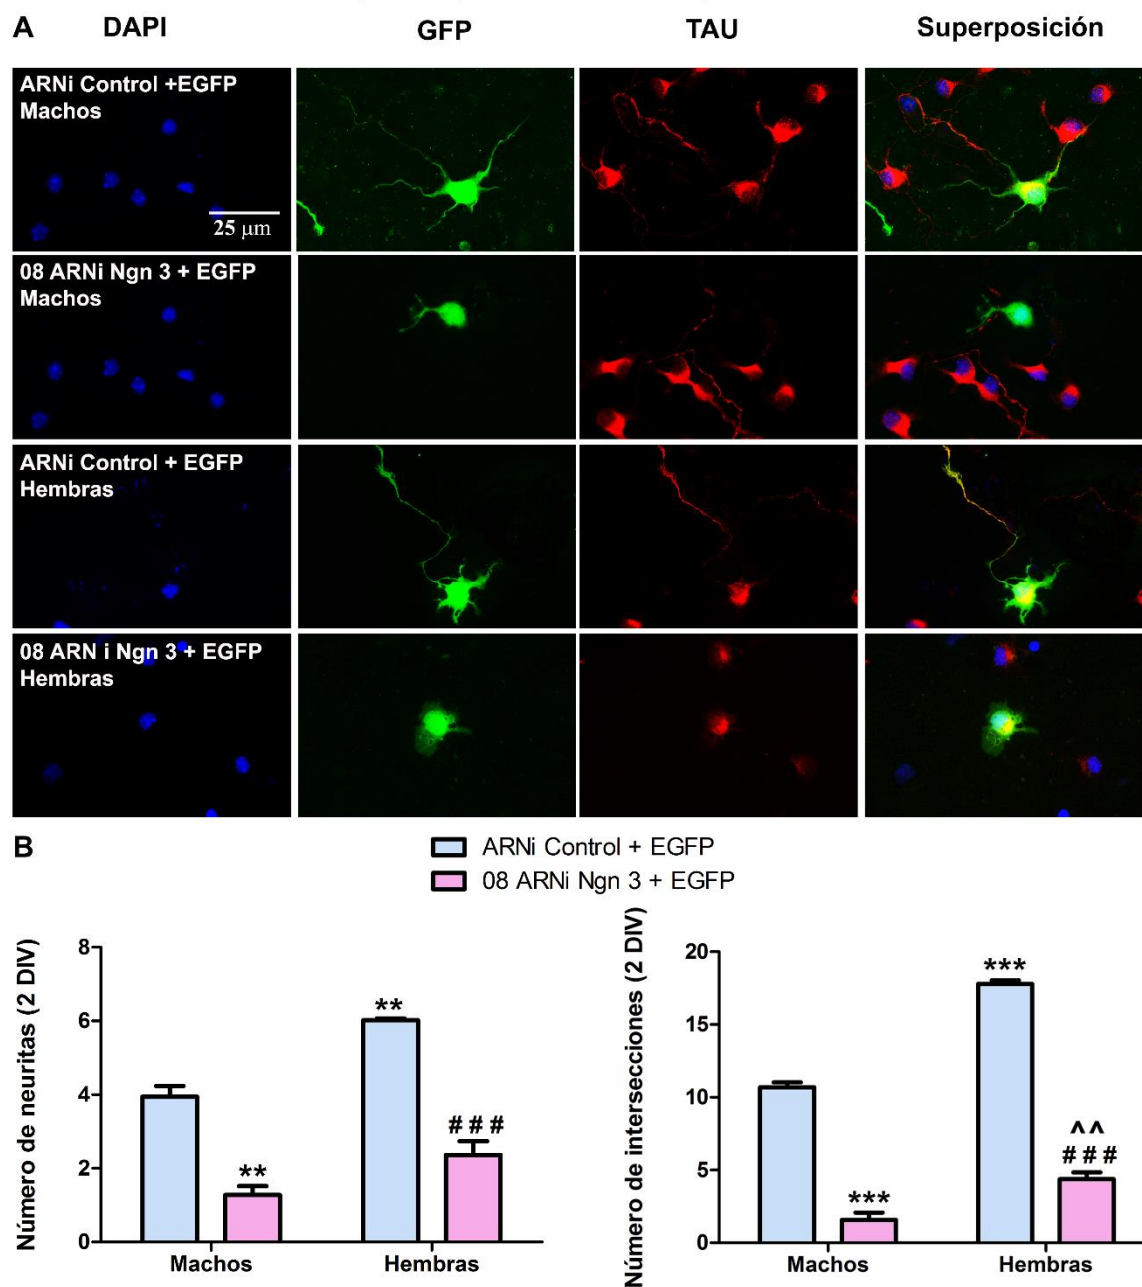 A DAPI GFP TAU Superposición
ARNi Control +EGFP
Machos
25 µm
08 ARNi Ngn 3 + EGFP
Machos
ARNi Control + EGFP
Hembras
08 ARN i Ngn 3 + EGFP
Hembras
B
ARNi Control + EGFP
08 ARNi Ngn 3 + EGFP
Número de neuritas (2 DIV)
8
6
4
2
0
**
**
# # #
Machos Hembras
Número de intersecciones (2 DIV)
20
15
10
5
0
***
***
^^
# # #
Machos Hembras